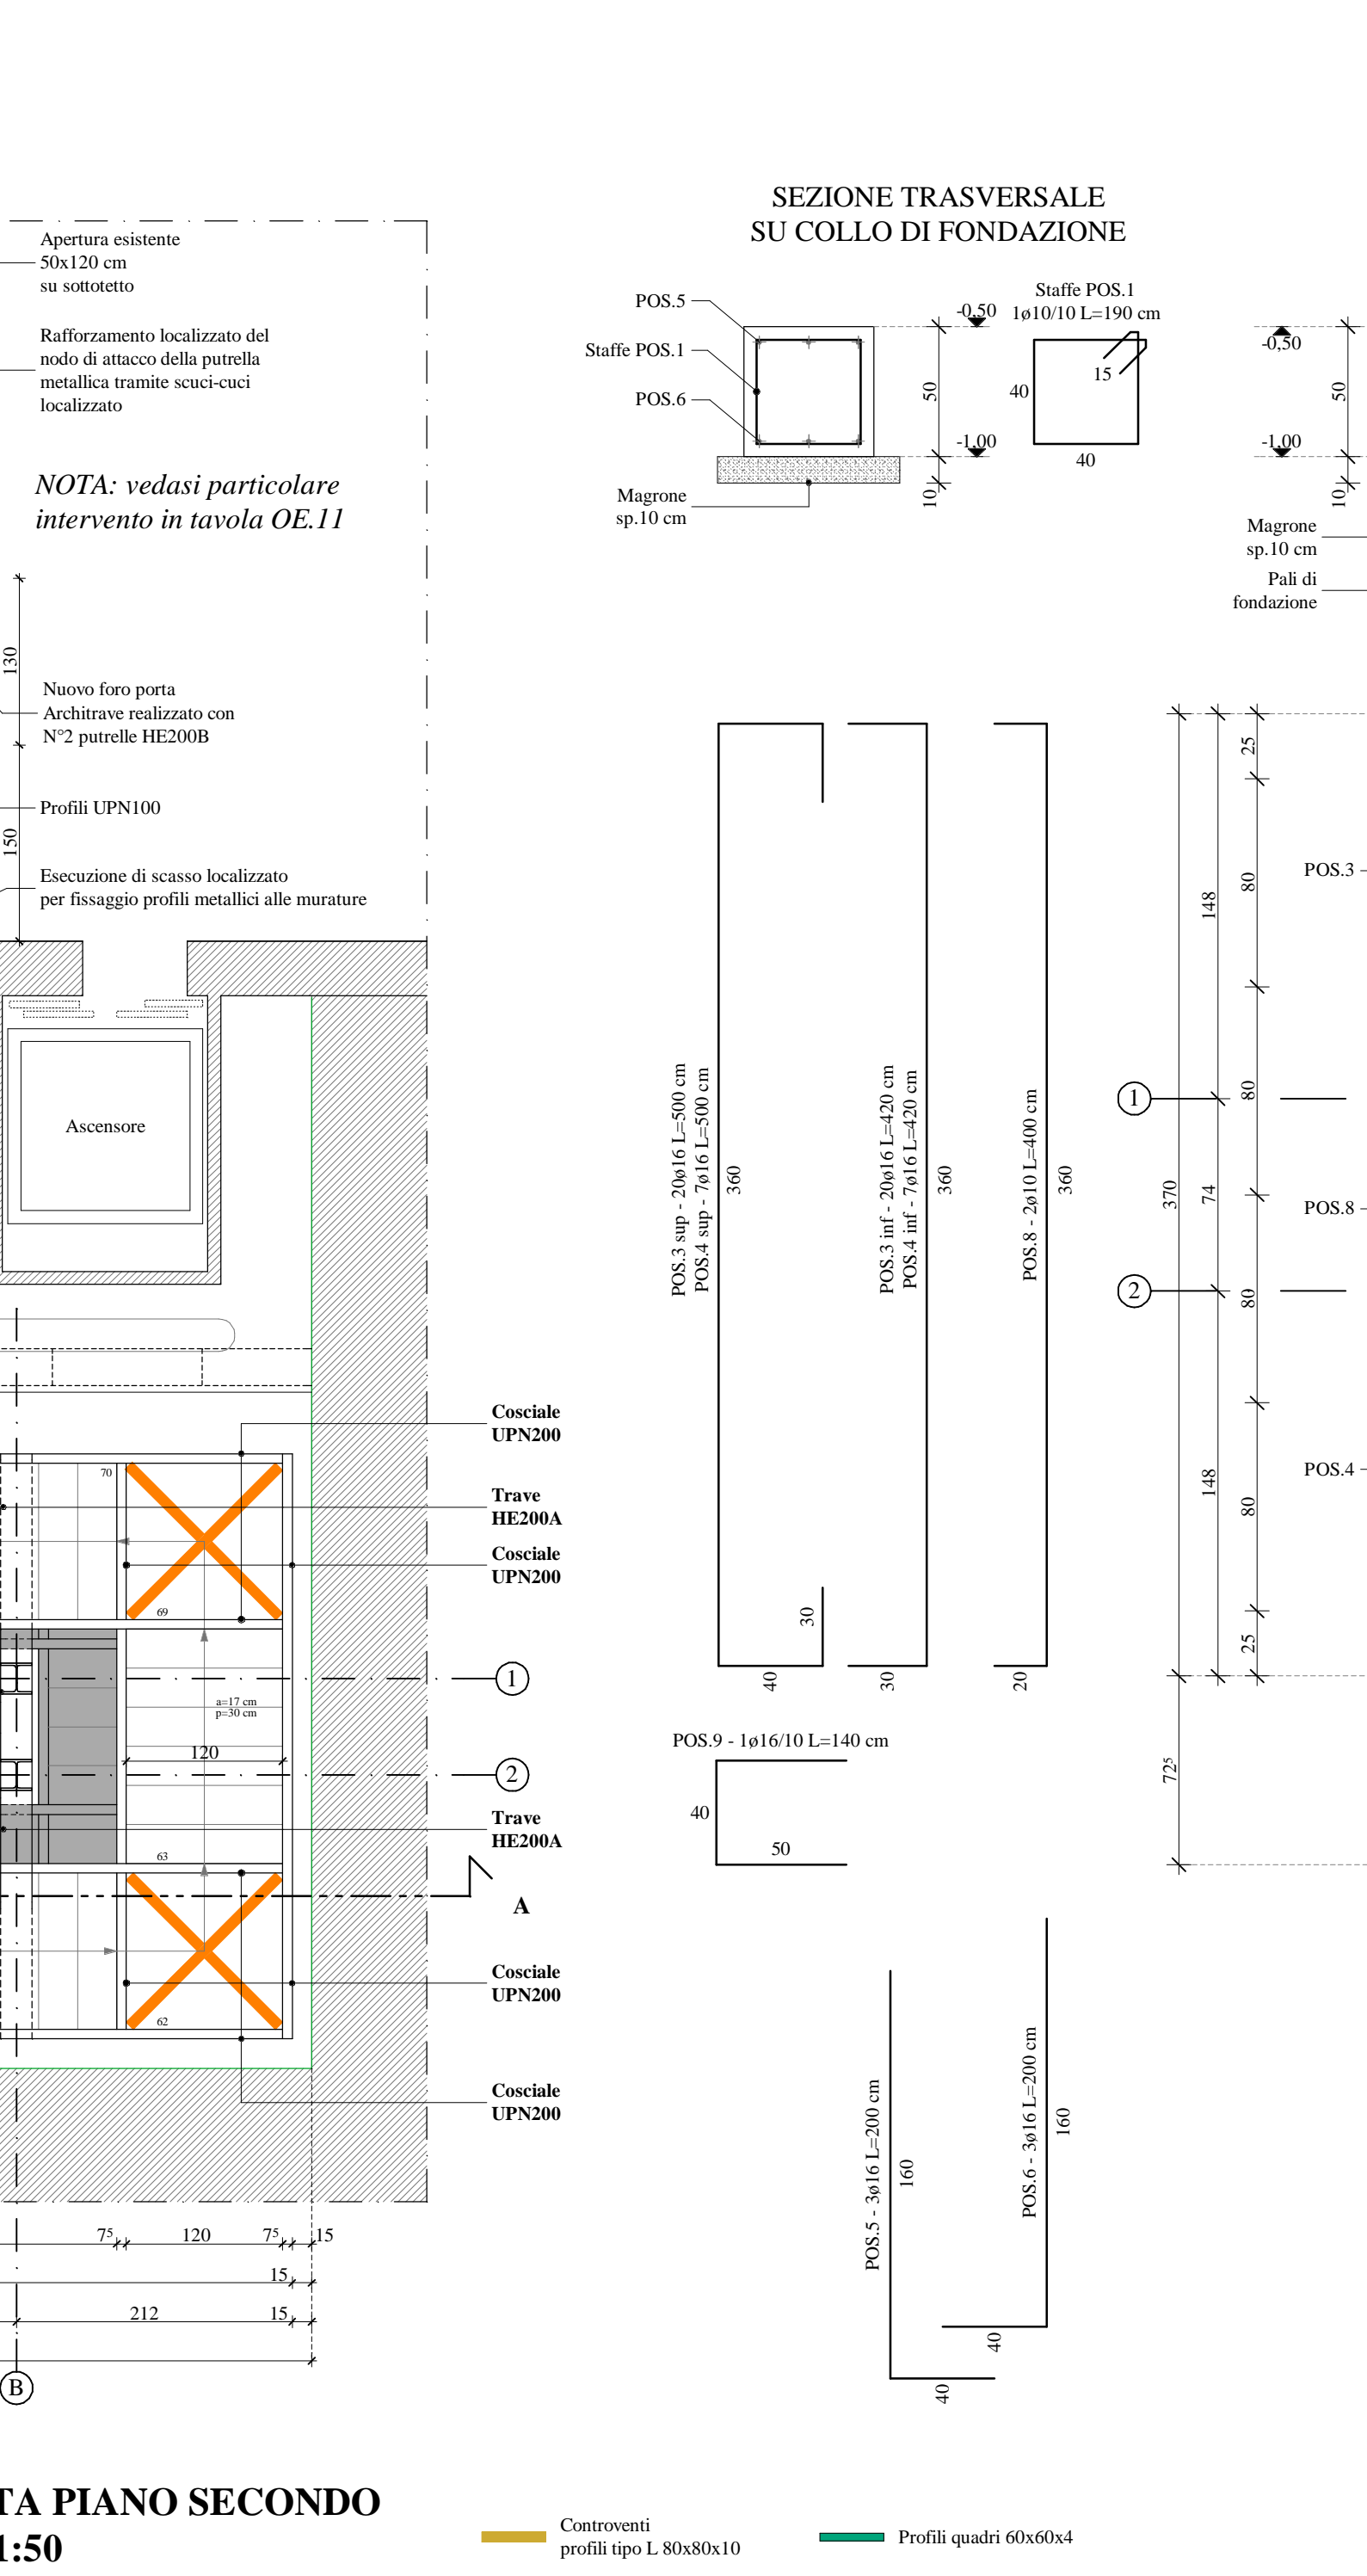 SEZIONE TRASVERSALE
SU COLLO DI FONDAZIONE
Apertura esistente
50x120 cm
su sottotetto
Rafforzamento localizzato del
nodo di attacco della putrella
metallica tramite scuci-cuci
localizzato
NOTA: vedasi particolare
intervento in tavola OE.11
130
Nuovo foro porta
Architrave realizzato con
N°2 putrelle HE200B
Profili UPN100
150
Esecuzione di scasso localizzato
per fissaggio profili metallici alle murature
Ascensore
POS.5
Staffe POS.1
POS.6
Magrone
sp.10 cm
-0,50
-1,00
50
10
Staffe POS.1
1ø10/10 L=190 cm
15
40
40
-0,50
-1,00
50
10
Magrone
sp.10 cm
Pali di
fondazione
POS.3 sup - 20ø16 L=500 cm
POS.4 sup - 7ø16 L=500 cm
360
30
40
POS.3 inf - 20ø16 L=420 cm
POS.4 inf - 7ø16 L=420 cm
360
30
POS.8 - 2ø10 L=400 cm
360
20
1
2
370
72⁵
148
74
148
25
80
80
80
80
25
POS.3
POS.8
POS.4
POS.9 - 1ø16/10 L=140 cm
40
50
POS.5 - 3ø16 L=200 cm
160
40
POS.6 - 3ø16 L=200 cm
160
40
Cosciale
UPN200
Trave
HE200A
Cosciale
UPN200
1
2
Trave
HE200A
A
Cosciale
UPN200
Cosciale
UPN200
70
69
a=17 cm
p=30 cm
120
63
62
7⁵
120
7⁵
15
15
212
15
B
TA PIANO SECONDO
1:50
Controventi
profili tipo L 80x80x10
Profili quadri 60x60x4